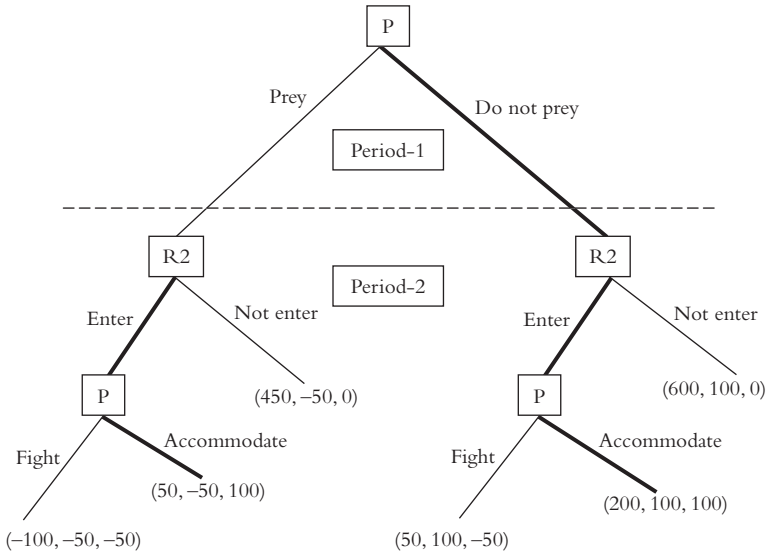 P
Prey
Do not prey
Period-1
R2
R2
Period-2
Enter
Not enter
Enter
Not enter
P
(450, –50, 0)
P
(600, 100, 0)
Fight
Accommodate
Fight
Accommodate
(50, –50, 100)
(200, 100, 100)
(–100, –50, –50)
(50, 100, –50)